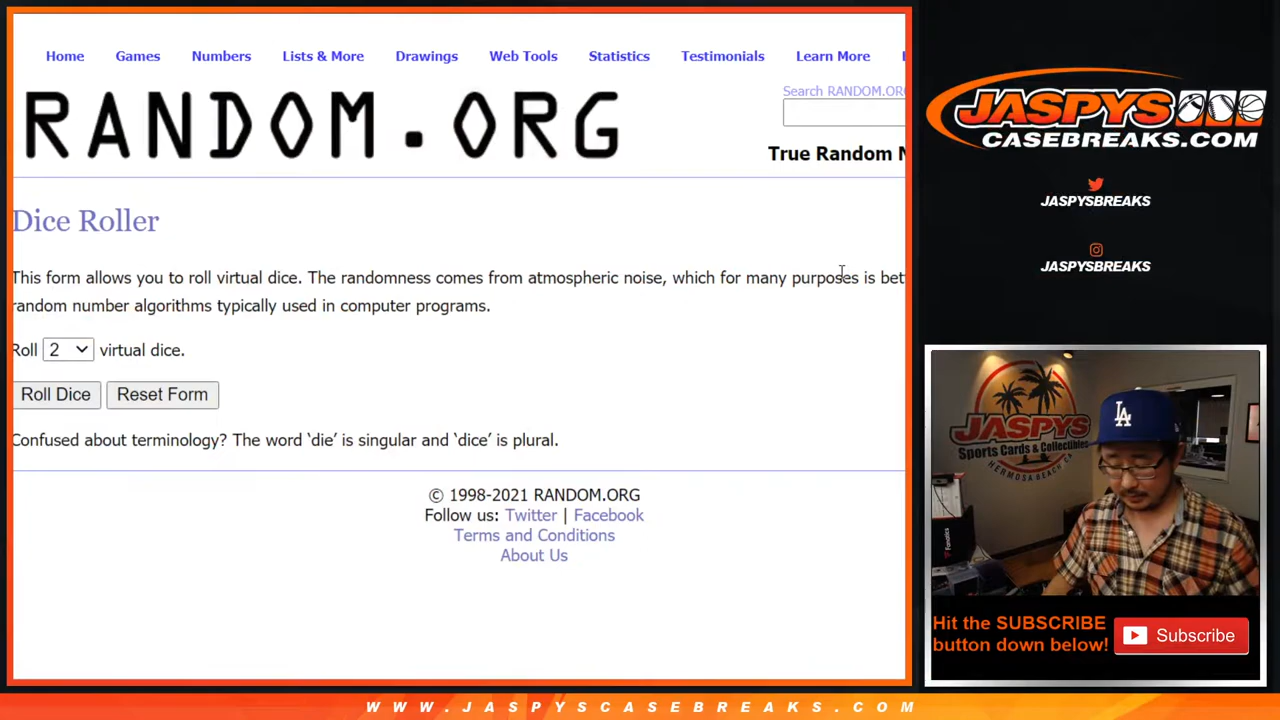 Home Games Numbers Lists & More Drawings Web Tools Statistics Testimonials Learn More
RANDOM.ORG
Search RANDOM.ORG
True Random N
Dice Roller
This form allows you to roll virtual dice. The randomness comes from atmospheric noise, which for many purposes is bet
random number algorithms typically used in computer programs.
Roll 2 virtual dice.
Roll Dice Reset Form
Confused about terminology? The word ‘die’ is singular and ‘dice’ is plural.
© 1998-2021 RANDOM.ORG
Follow us: Twitter | Facebook
Terms and Conditions
About Us
JASPYS
CASEBREAKS.COM
JASPYSBREAKS
JASPYSBREAKS
JASPYS
Sports Cards & Collectibles
HERMOSA BEACH CA
LA
Fanatics
Hit the SUBSCRIBE
button down below!
Subscribe
WWW.JASPYSCASEBREAKS.COM